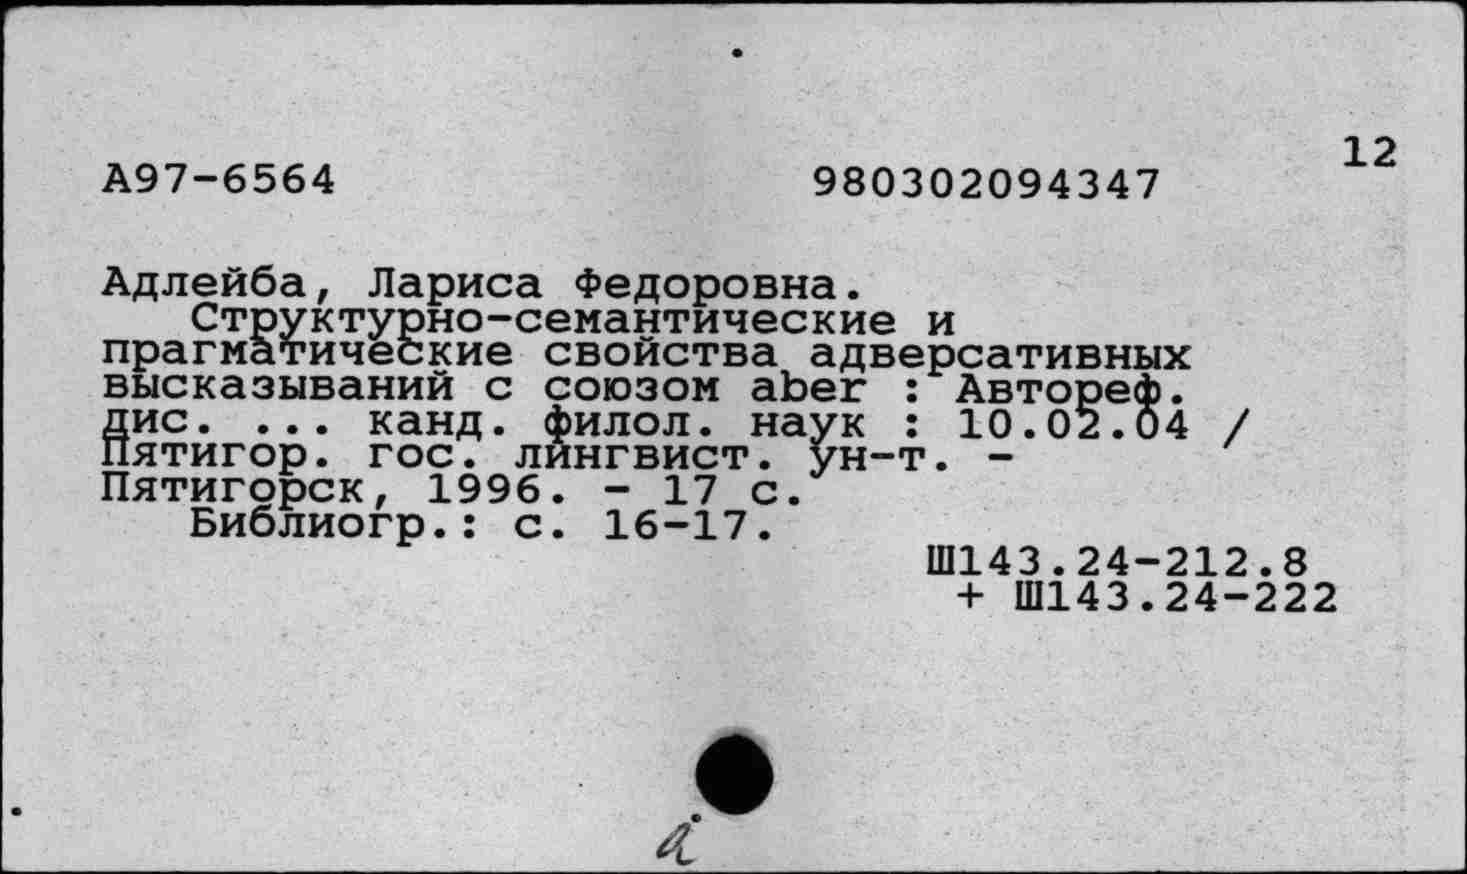 12
А97-6564 980302094347
Адлейба, Лариса Федоровна.
Структурно-семантические и
прагматические свойства адверсативных
высказываний с союзом aber : Автореф.
дис. ... канд. филол. наук : 10.02.04 /
Пятигор. гос. лингвист. ун-т. -
Пятигорск, 1996. - 17 с.
Библиогр.: с. 16-17.
Ш143.24-212.8
+ Ш143.24-222